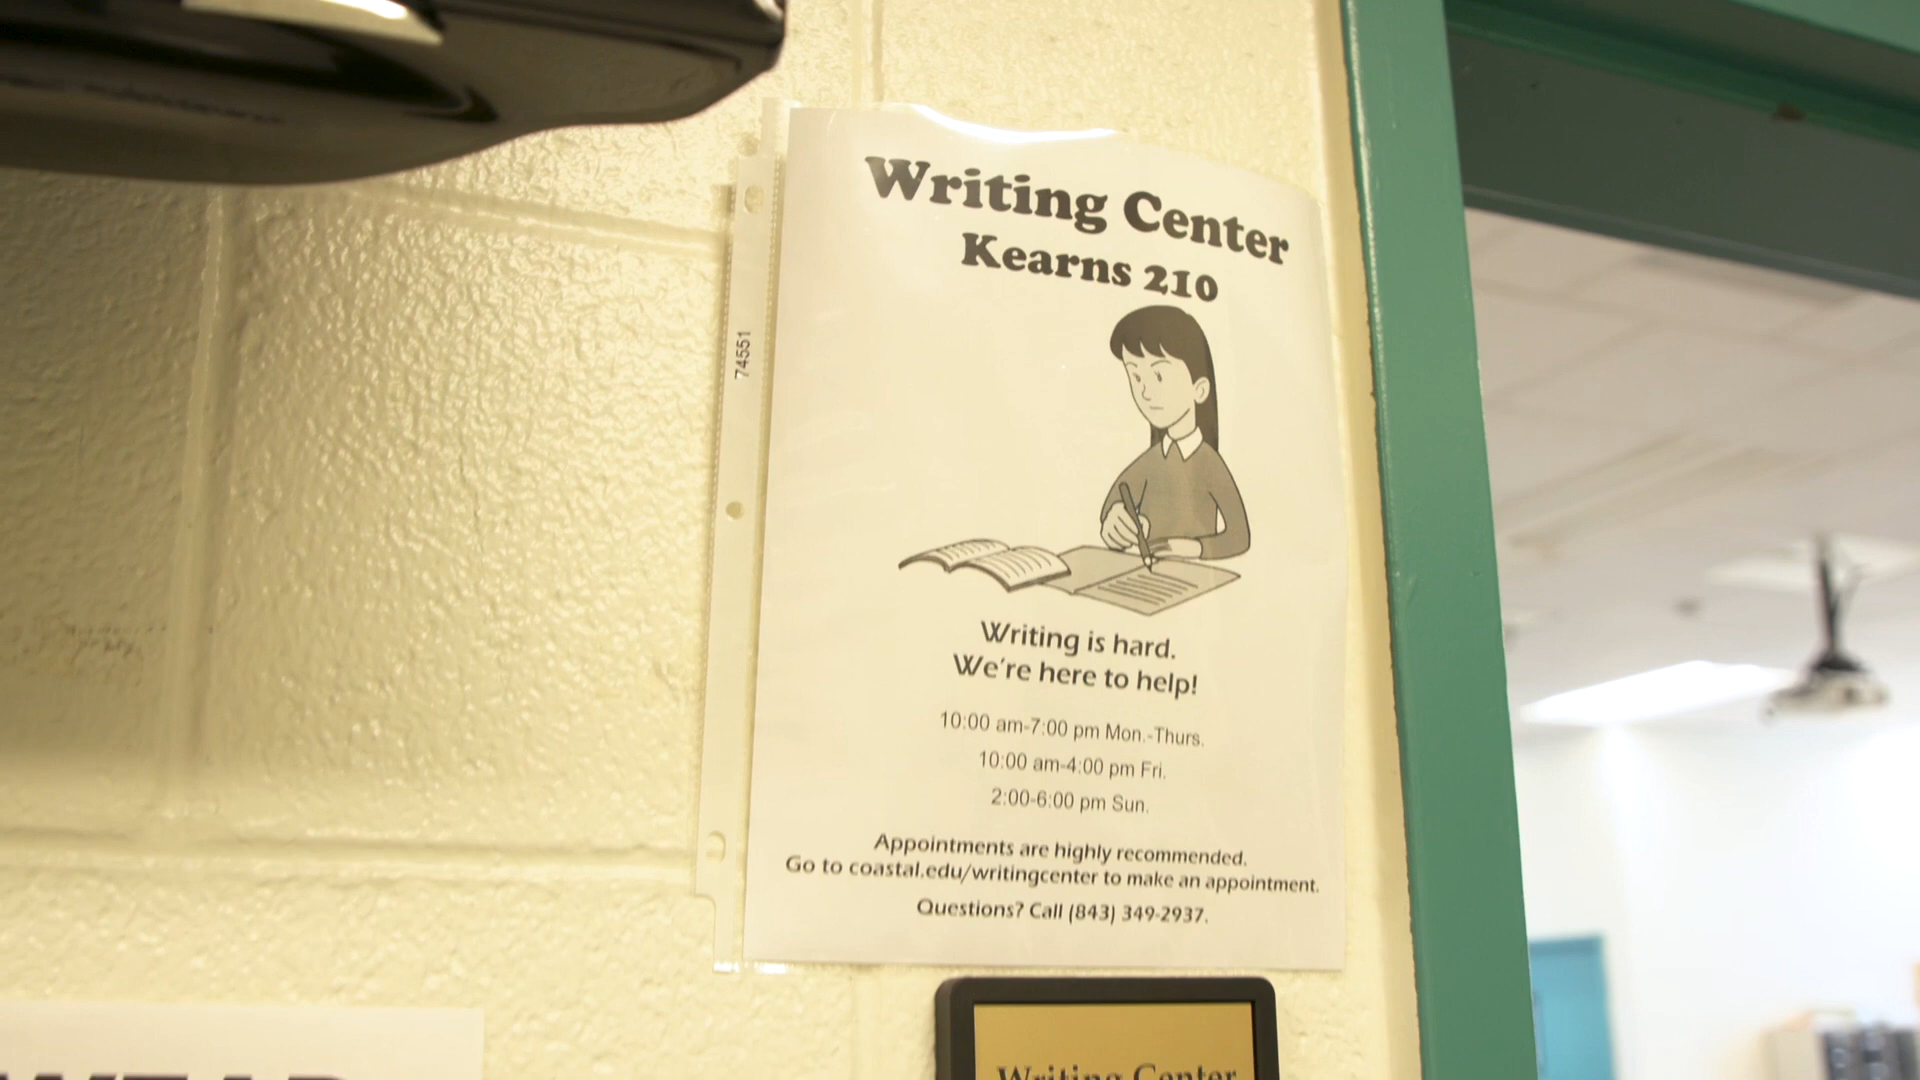 Writing Center
Kearns 210
74551
Writing is hard.
We're here to help!
10:00 am-7:00 pm Mon.-Thurs.
10:00 am-4:00 pm Fri.
2:00-6:00 pm Sun.
Appointments are highly recommended.
Go to coastal.edu/writingcenter to make an appointment.
Questions? Call (843) 349-2937.
Writing Center